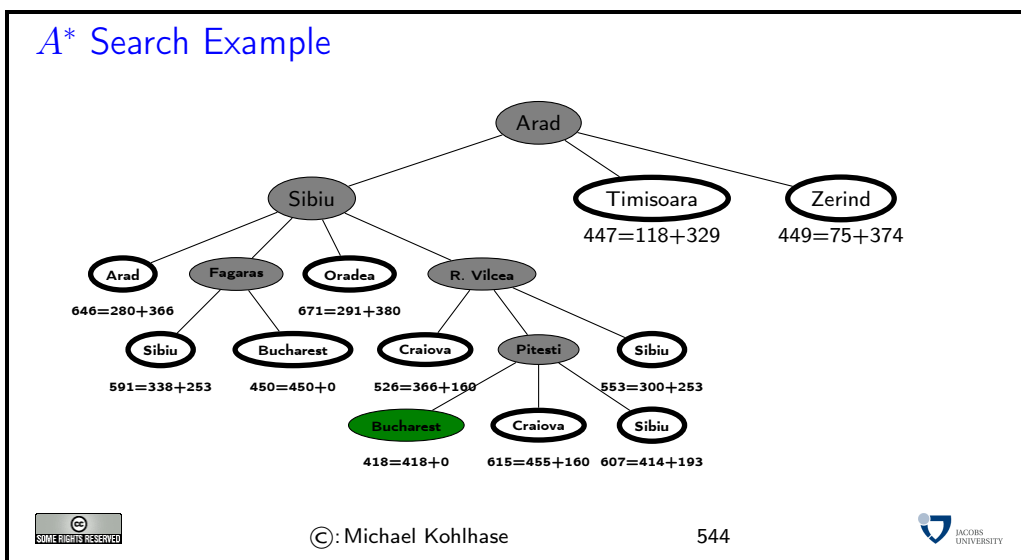 A* Search Example
Arad
Sibiu Timisoara Zerind
447=118+329 449=75+374
Arad Fagaras Oradea R. Vilcea
646=280+366 671=291+380
Sibiu Bucharest Craiova Pitesti Sibiu
591=338+253 450=450+0 526=366+160 553=300+253
Bucharest Craiova Sibiu
418=418+0 615=455+160 607=414+193
cc
SOME RIGHTS RESERVED
©: Michael Kohlhase 544
JACOBS
UNIVERSITY